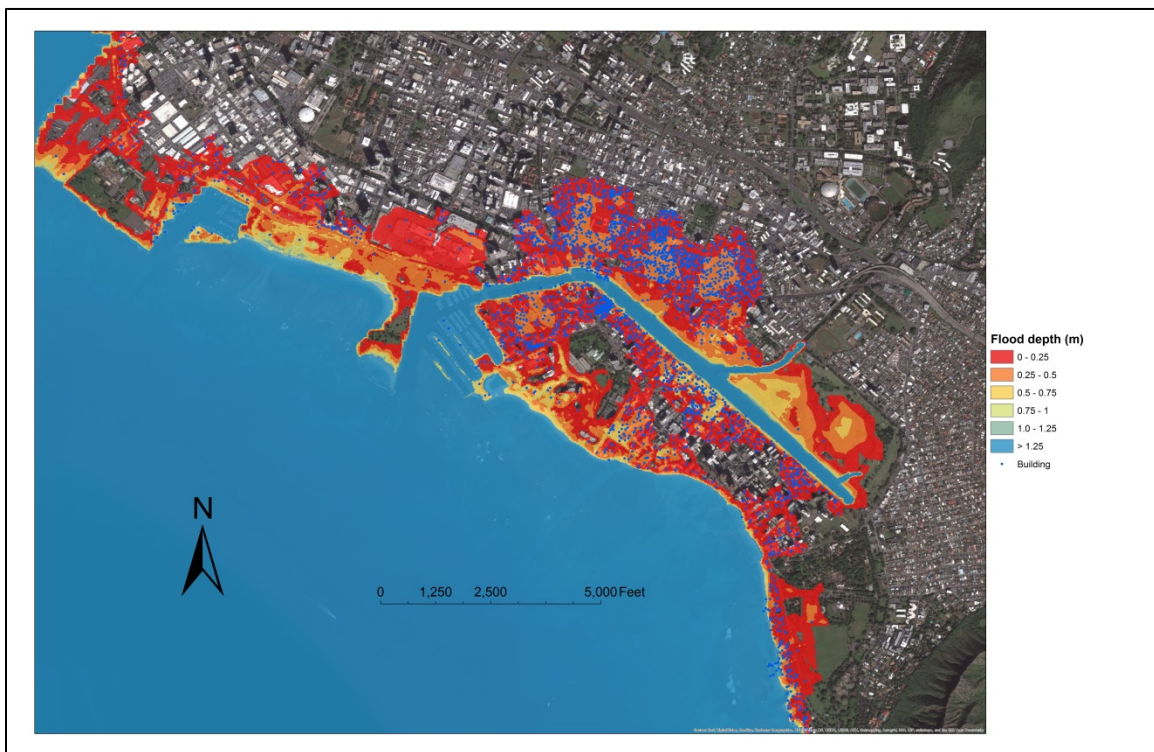 Flood depth (m)
0 - 0.25
0.25 - 0.5
0.5 - 0.75
0.75 - 1
1.0 - 1.25
> 1.25
Building
N
0 1,250 2,500 5,000 Feet